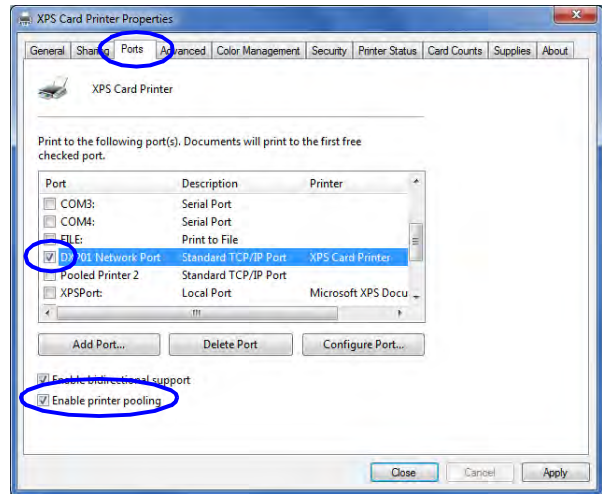 XPS Card Printer Properties
General Sharing Ports Advanced Color Management Security Printer Status Card Counts Supplies About
XPS Card Printer
Print to the following port(s). Documents will print to the first free
checked port.
Port Description Printer
COM3: Serial Port
COM4: Serial Port
FILE: Print to File
Network Port Standard TCP/IP Port XPS Card Printer
Pooled Printer 2 Standard TCP/IP Port
XPSPort: Local Port Microsoft XPS Docu
Add Port... Delete Port Configure Port...
Enable bidirectional support
Enable printer pooling
Close Cancel Apply